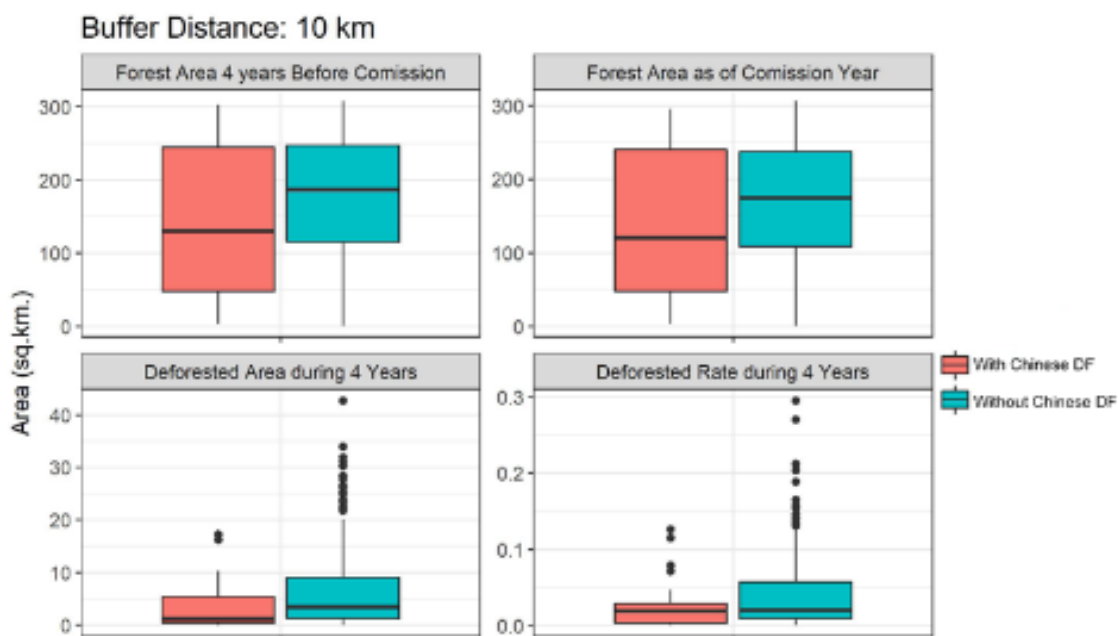 Buffer Distance: 10 km
Forest Area 4 years Before Comission
Forest Area as of Comission Year
300
200
100
0
300
200
100
0
Area (sq.km.)
Deforested Area during 4 Years
Deforested Rate during 4 Years
40
30
20
10
0
0.3
0.2
0.1
0.0
With Chinese DF
Without Chinese DF